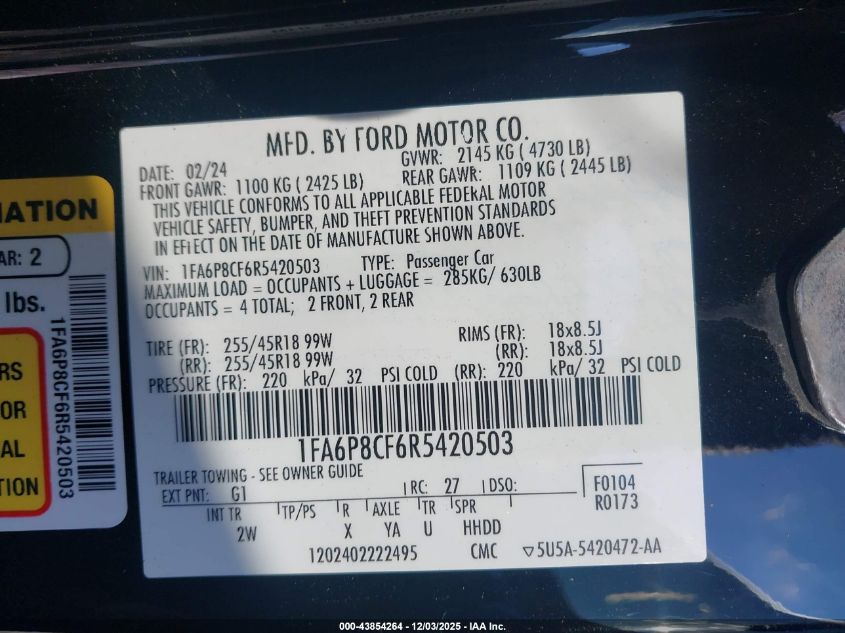 MFD. BY FORD MOTOR CO.
DATE: 02/24
GVWR: 2145 KG ( 4730 LB)
FRONT GAWR: 1100 KG ( 2425 LB)
REAR GAWR: 1109 KG ( 2445 LB)
THIS VEHICLE CONFORMS TO ALL APPLICABLE FEDERAL MOTOR
VEHICLE SAFETY, BUMPER, AND THEFT PREVENTION STANDARDS
IN EFFECT ON THE DATE OF MANUFACTURE SHOWN ABOVE.
VIN: 1FA6P8CF6R5420503 TYPE: Passenger Car
MAXIMUM LOAD = OCCUPANTS + LUGGAGE = 285KG/ 630LB
OCCUPANTS = 4 TOTAL; 2 FRONT, 2 REAR
TIRE (FR): 255/45R18 99W RIMS (FR): 18x8.5J
(RR): 255/45R18 99W (RR): 18x8.5J
PRESSURE (FR): 220 kPa/ 32 PSI COLD (RR): 220 kPa/ 32 PSI COLD
1FA6P8CF6R5420503
TRAILER TOWING - SEE OWNER GUIDE
EXT PNT: G1 RC: 27 DSO:
F0104
R0173
INT TR TP/PS R AXLE TR SPR
2W X YA U HHDD
1202402222495 CMC 5U5A-5420472-AA
AR: 2
lbs.
RS
OR
AL
TION
1FA6P8CF6R5420503
000-43854264 - 12/03/2025 - IAA Inc.